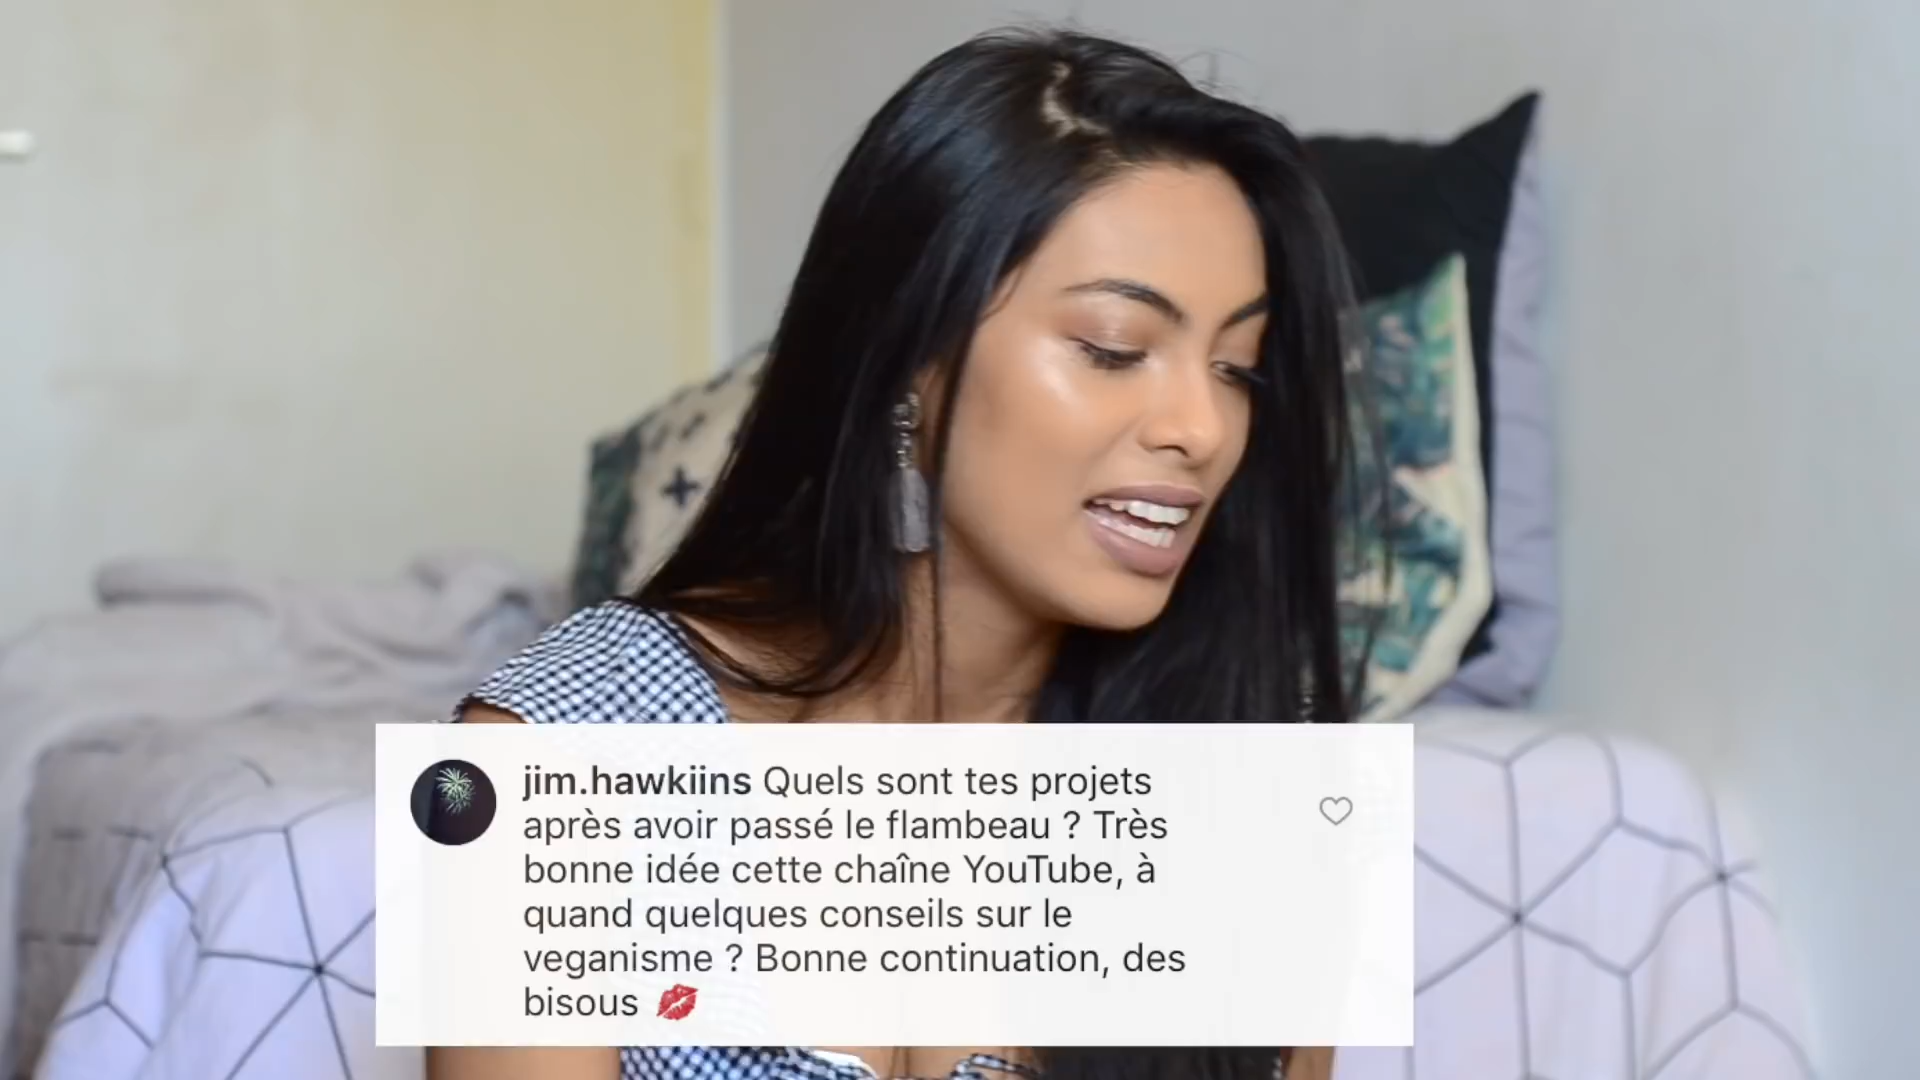 jim.hawkiins Quels sont tes projets
après avoir passé le flambeau ? Très
bonne idée cette chaîne YouTube, à
quand quelques conseils sur le
veganisme ? Bonne continuation, des
bisous 💋